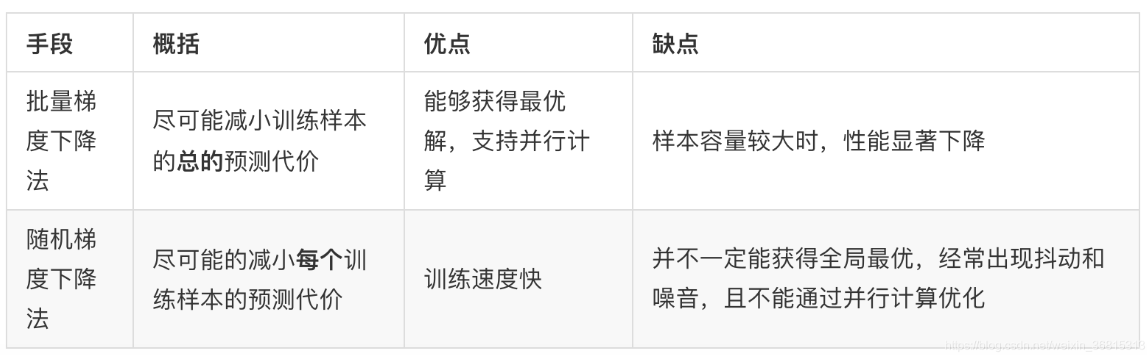 手段 概括 优点 缺点
批量梯
度下降
法
尽可能减小训练样本
的总的预测代价
能够获得最优
解，支持并行计
算
样本容量较大时，性能显著下降
随机梯
度下降
法
尽可能的减小每个训
练样本的预测代价
训练速度快
并不一定能获得全局最优，经常出现抖动和
噪音，且不能通过并行计算优化